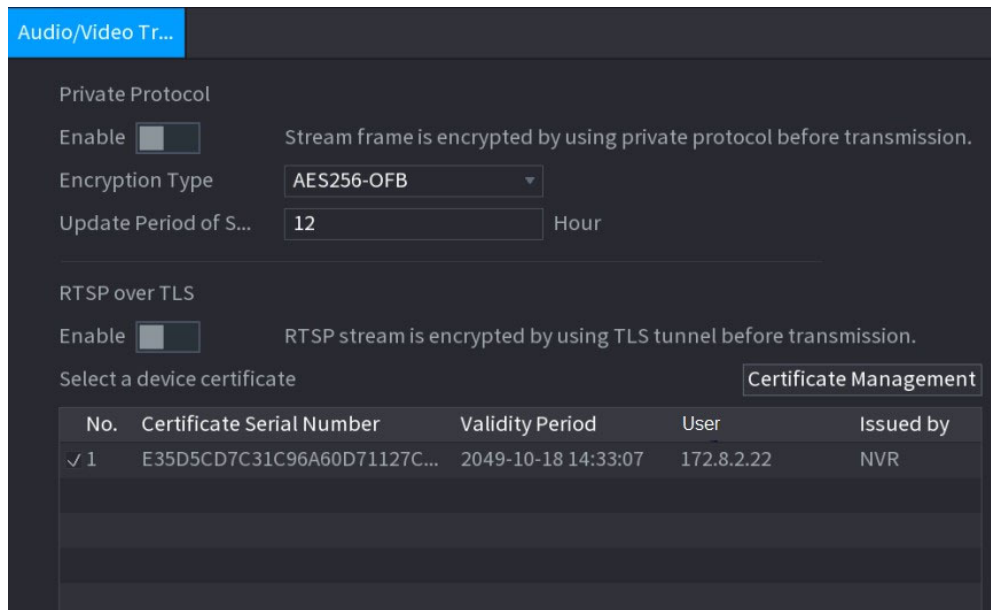 Audio/Video Tr...
Private Protocol
Enable Stream frame is encrypted by using private protocol before transmission.
Encryption Type AES256-OFB
Update Period of S... 12 Hour
RTSP over TLS
Enable RTSP stream is encrypted by using TLS tunnel before transmission.
Select a device certificate Certificate Management
No. Certificate Serial Number Validity Period User Issued by
1 E35D5CD7C31C96A60D71127C... 2049-10-18 14:33:07 172.8.2.22 NVR